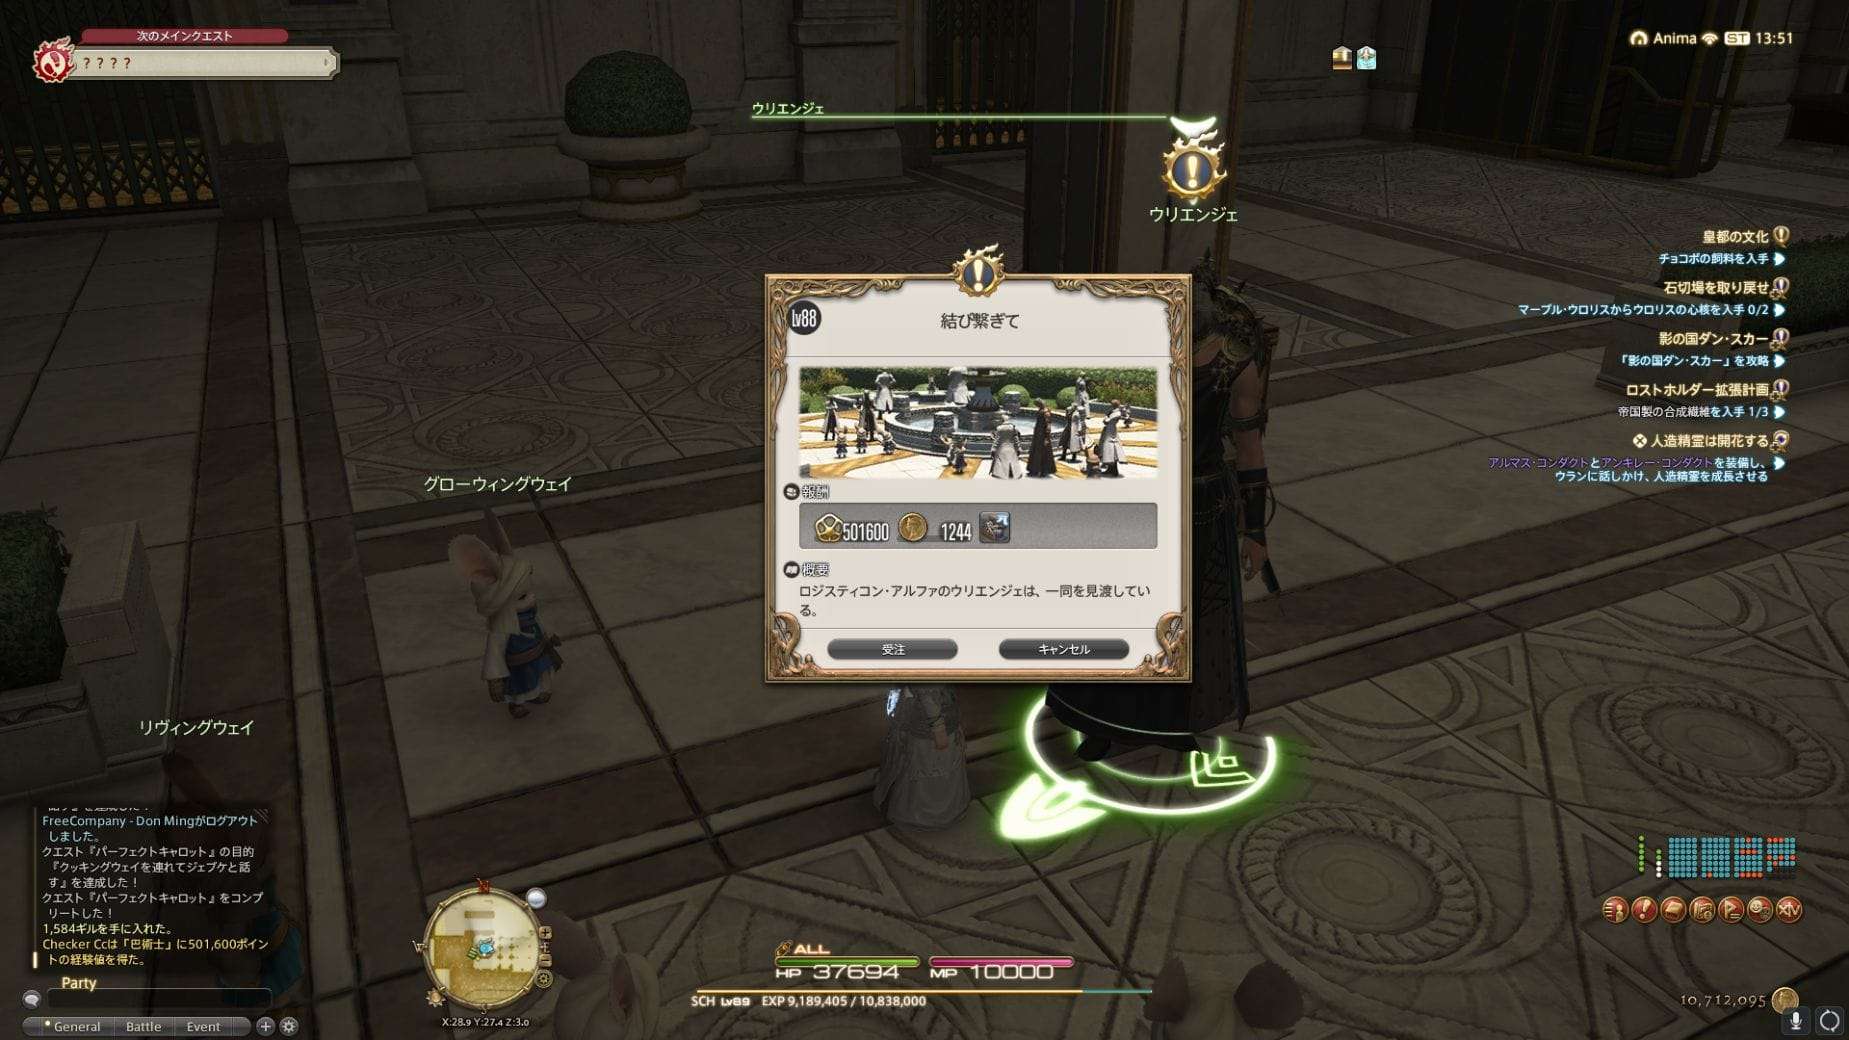 次のメインクエスト
????
Anima ST 13:51
ウリエンジェ
ウリエンジェ
皇都の文化
チョコボの飼料を入手
石切場を取り戻せ
マーブル・ウロリスからウロリスの心核を入手 0/2
影の国ダン・スカー
「影の国ダン・スカー」を攻略
ロストホルダー拡張計画
帝国製の合成繊維を入手 1/3
人造精霊は開花する
アルマス・コンダクトとアンキレー・コンダクトを装備し、
ウランに話しかけ、人造精霊を成長させる
Lv88
結び繋ぎて
報酬
501600 1244
概要
ロジスティコン・アルファのウリエンジェは、一同を見渡してい
る。
受注 キャンセル
グローウィングウェイ
リヴィングウェイ
FreeCompany - Don Mingがログアウト
しました。
クエスト『パーフェクトキャロット』の目的
『クッキングウェイを連れてジェブケと話
す』を達成した！
クエスト『パーフェクトキャロット』をコンプ
リートした！
1,584ギルを手に入れた。
Checker Ccは「巴術士」に501,600ポイン
トの経験値を得た。
Party
General Battle Event
N
W
X:28.9 Y:27.4 Z:3.0
ALL
HP 37694 MP 10000
SCH Lv89 EXP 9,189,405 / 10,838,000
XIV
10,712,095